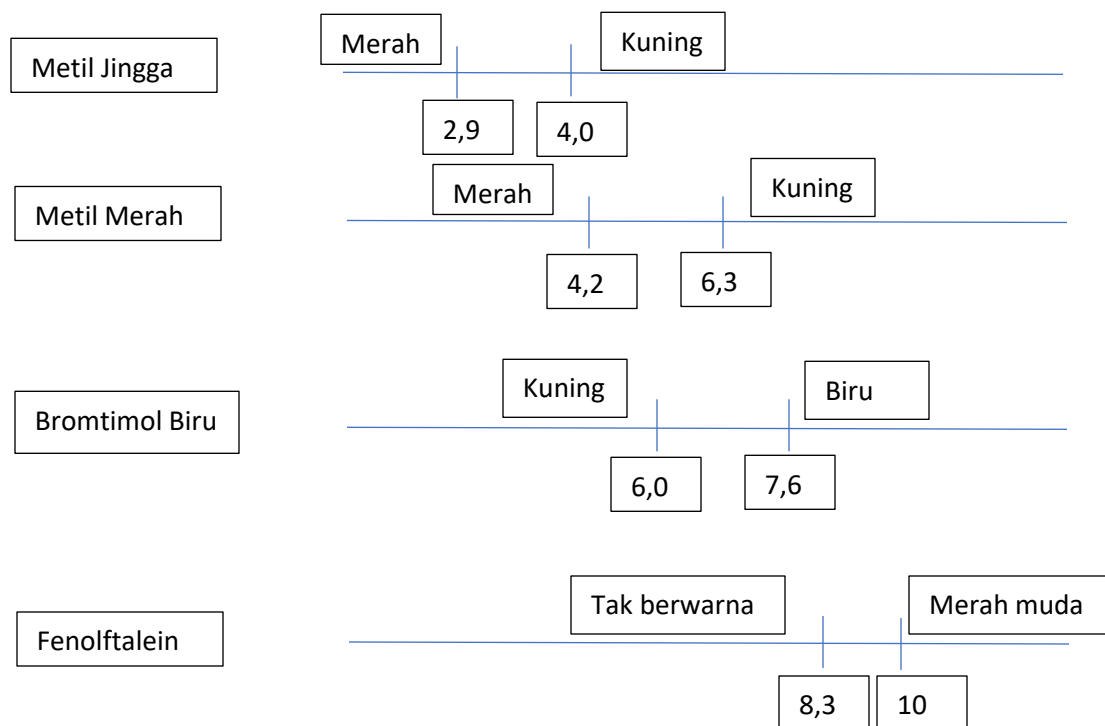 Metil Jingga
Merah
Kuning
2,9
4,0
Metil Merah
Merah
Kuning
4,2
6,3
Bromtimol Biru
Kuning
Biru
6,0
7,6
Fenolftalein
Tak berwarna
Merah muda
8,3
10